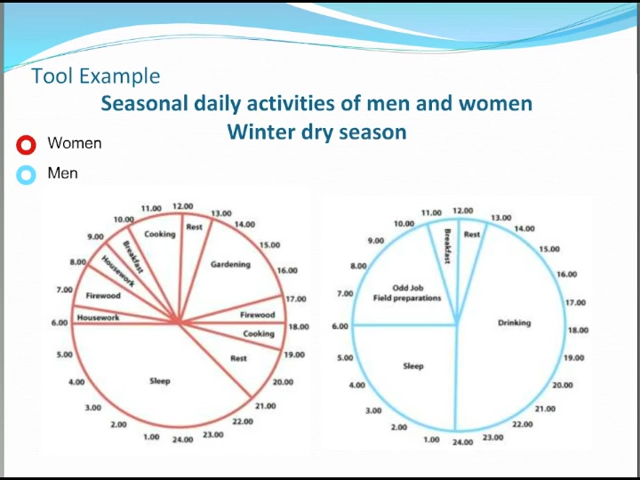 Tool Example
Seasonal daily activities of men and women
Winter dry season
Women
Men
12.00
13.00
14.00
15.00
16.00
17.00
18.00
19.00
20.00
21.00
22.00
23.00
24.00
1.00
2.00
3.00
4.00
5.00
6.00
7.00
8.00
9.00
10.00
11.00
Rest
Gardening
Firewood
Cooking
Rest
Sleep
Housework
Firewood
Housework
Breakfast
Cooking
12.00
13.00
14.00
15.00
16.00
17.00
18.00
19.00
20.00
21.00
22.00
23.00
24.00
1.00
2.00
3.00
4.00
5.00
6.00
7.00
8.00
9.00
10.00
11.00
Rest
Drinking
Sleep
Odd Job
Field preparations
Breakfast